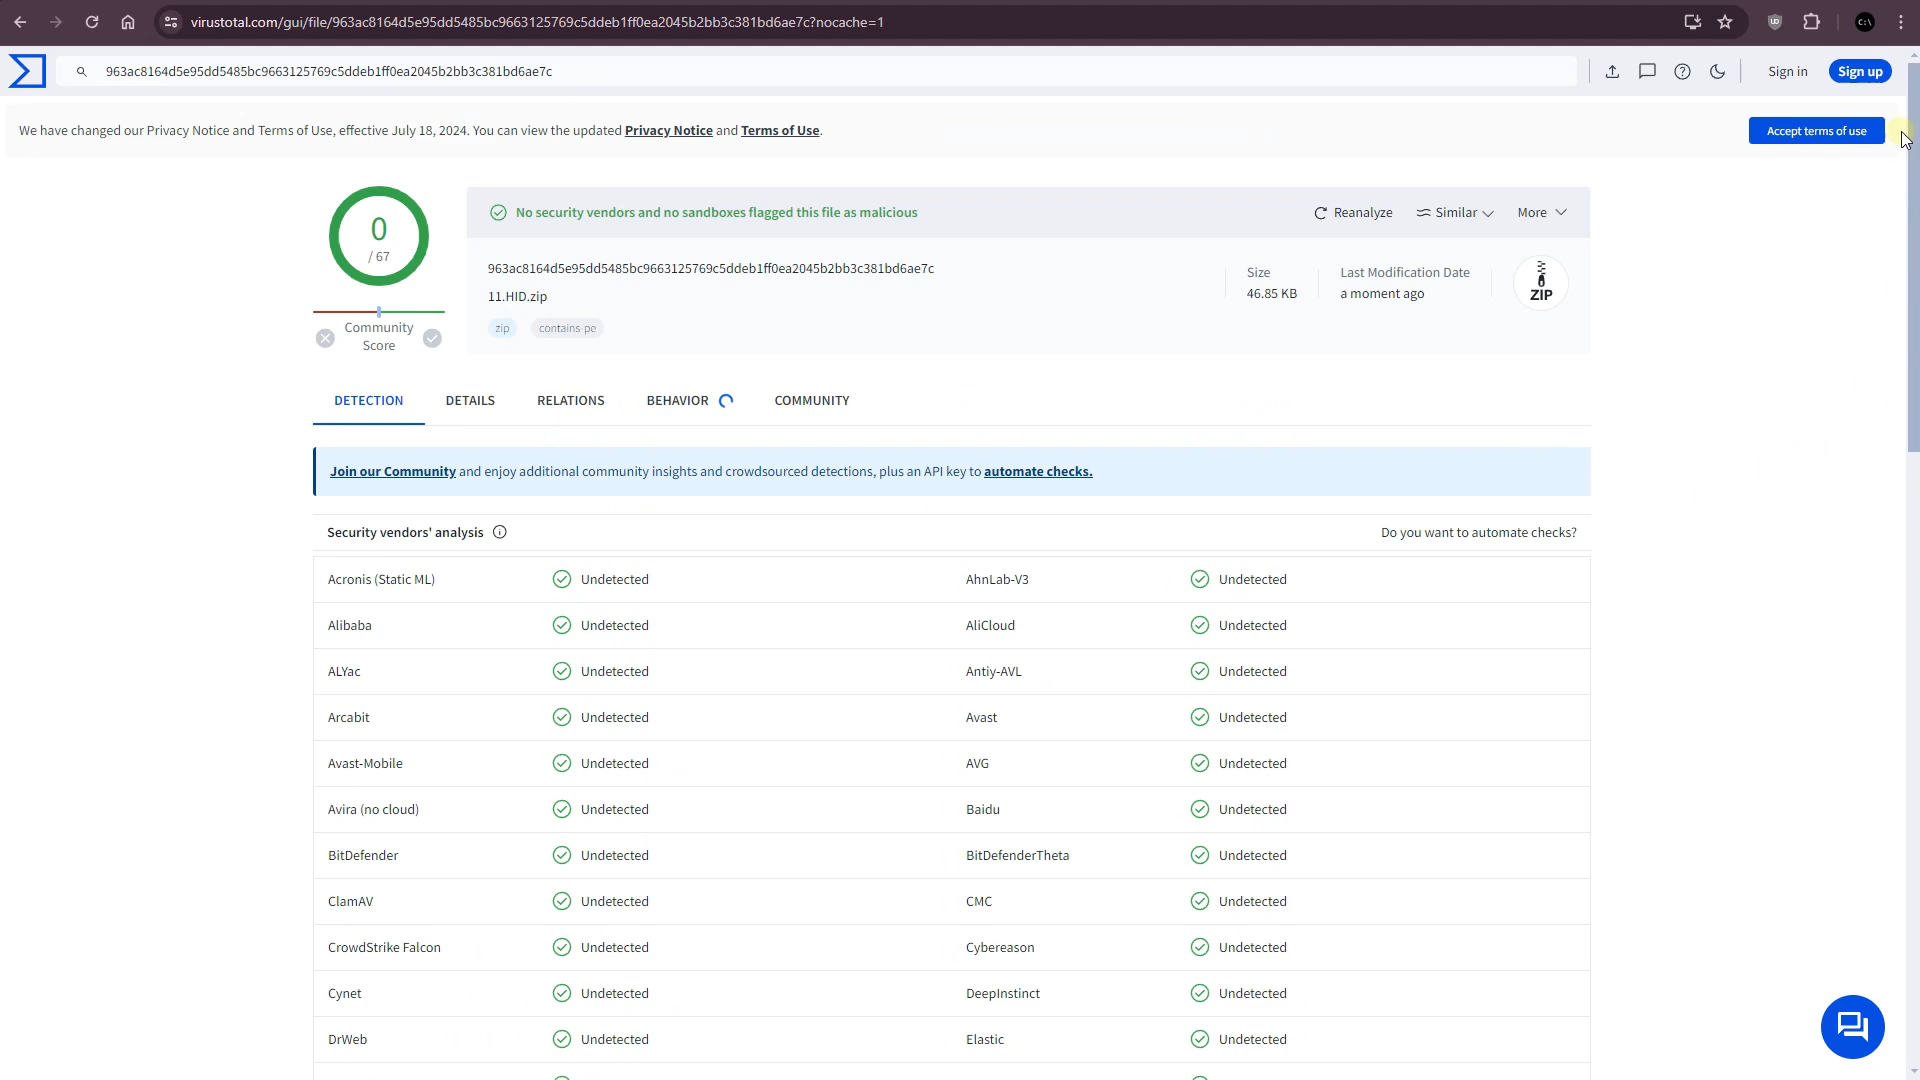 virustotal.com/gui/file/963ac8164d5e95dd5485bc9663125769c5ddeb1ff0ea2045b2bb3c381bd6ae7c?nocache=1
963ac8164d5e95dd5485bc9663125769c5ddeb1ff0ea2045b2bb3c381bd6ae7c
Sign in
Sign up
We have changed our Privacy Notice and Terms of Use, effective July 18, 2024. You can view the updated Privacy Notice and Terms of Use.
Accept terms of use
0
/ 67
Community
Score
No security vendors and no sandboxes flagged this file as malicious
Reanalyze
Similar
More
963ac8164d5e95dd5485bc9663125769c5ddeb1ff0ea2045b2bb3c381bd6ae7c
11.HID.zip
zip
contains-pe
Size
46.85 KB
Last Modification Date
a moment ago
ZIP
DETECTION
DETAILS
RELATIONS
BEHAVIOR
COMMUNITY
Join our Community and enjoy additional community insights and crowdsourced detections, plus an API key to automate checks.
Security vendors' analysis
Do you want to automate checks?
Acronis (Static ML) Undetected AhnLab-V3 Undetected
Alibaba Undetected AliCloud Undetected
ALYac Undetected Antiy-AVL Undetected
Arcabit Undetected Avast Undetected
Avast-Mobile Undetected AVG Undetected
Avira (no cloud) Undetected Baidu Undetected
BitDefender Undetected BitDefenderTheta Undetected
ClamAV Undetected CMC Undetected
CrowdStrike Falcon Undetected Cybereason Undetected
Cynet Undetected DeepInstinct Undetected
DrWeb Undetected Elastic Undetected